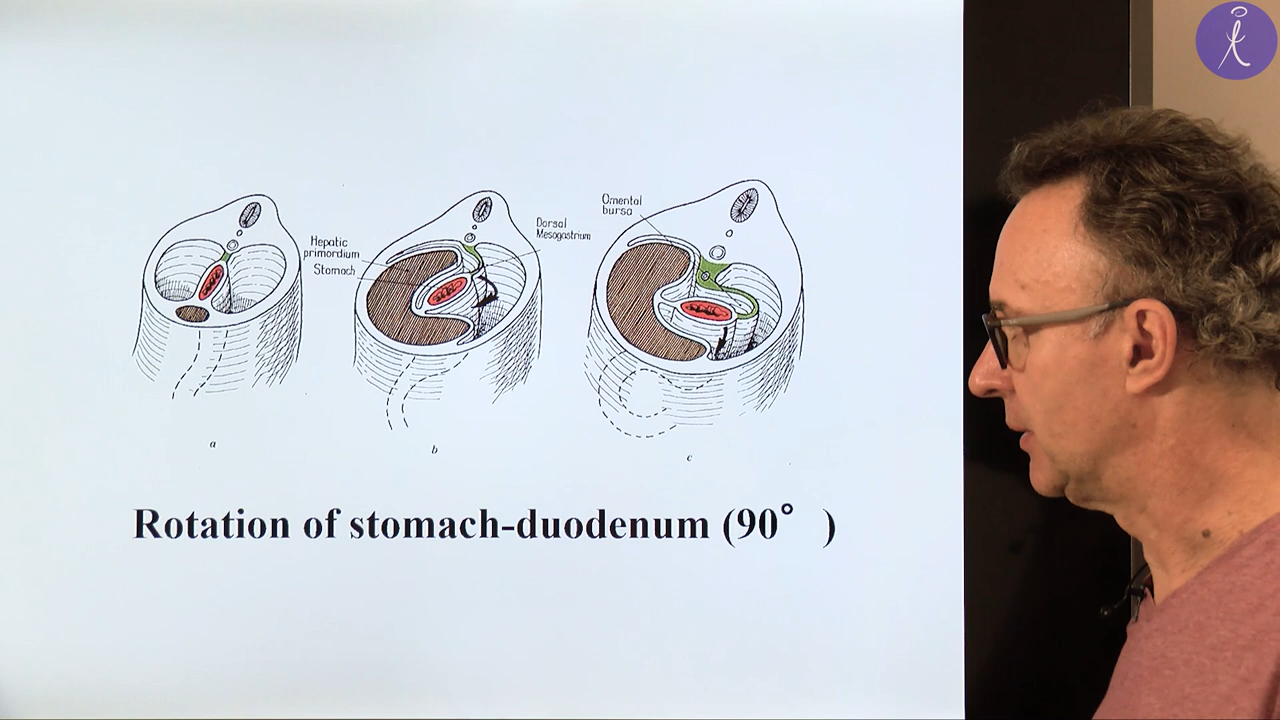 Omental
bursa
Dorsal
Mesogastrium
Hepatic
primordium
Stomach
a
b
c
Rotation of stomach-duodenum (90° )